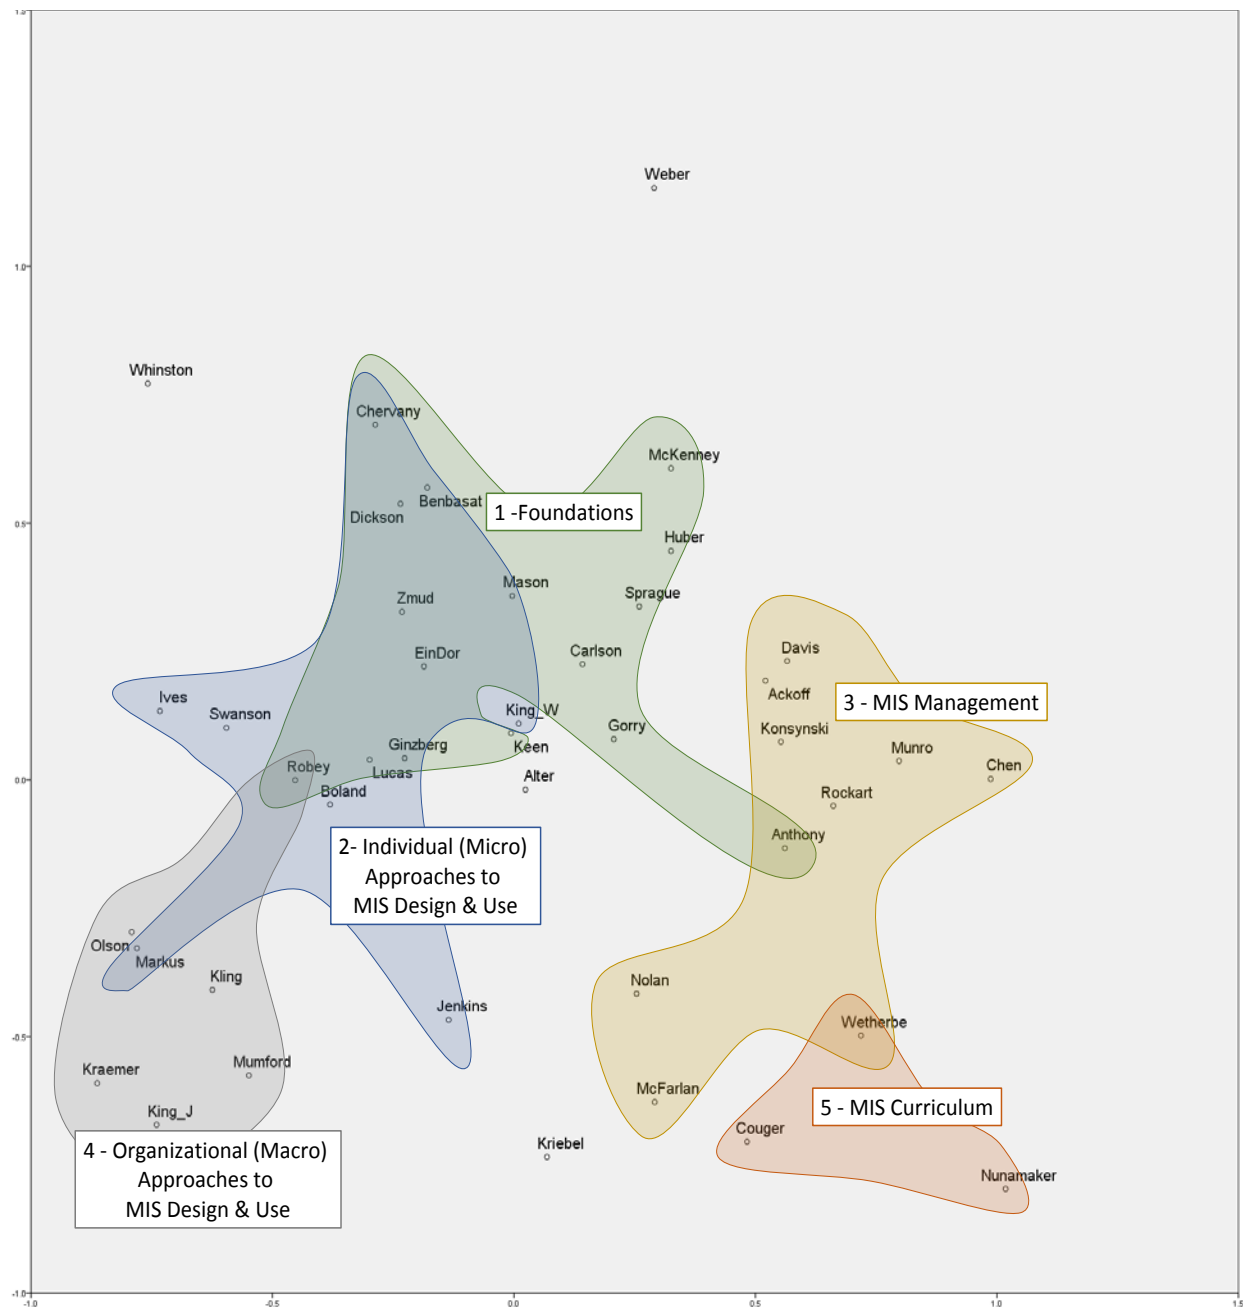 1.5
Weber
1.0
Whinston
Chervany
McKenney
Benbasat
1 -Foundations
Dickson
0.5
Huber
Mason
Sprague
Zmud
Carlson
EinDor
Davis
Ackoff
3 - MIS Management
Ives
Swanson
King_W
Gorry
Konsynski
Ginzberg
Keen
Munro
Robey
Lucas
Alter
Chen
0.0
Boland
Rockart
Anthony
2- Individual (Micro)
Approaches to
MIS Design & Use
Olson
Markus
Kling
Nolan
Jenkins
Wetherbe
-0.5
Kraemer
Mumford
McFarlan
King_J
5 - MIS Curriculum
Couger
Kriebel
4 - Organizational (Macro)
Approaches to
MIS Design & Use
Nunamaker
-1.0
-1.0 -0.5 0.0 0.5 1.0 1.5